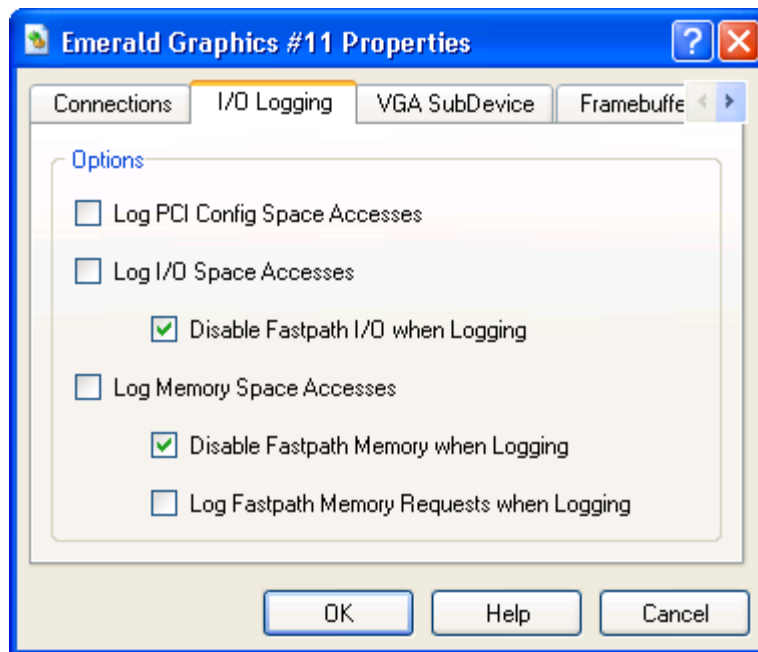 Emerald Graphics #11 Properties
Connections
I/O Logging
VGA SubDevice
Framebuffe
Options
Log PCI Config Space Accesses
Log I/O Space Accesses
Disable Fastpath I/O when Logging
Log Memory Space Accesses
Disable Fastpath Memory when Logging
Log Fastpath Memory Requests when Logging
OK
Help
Cancel